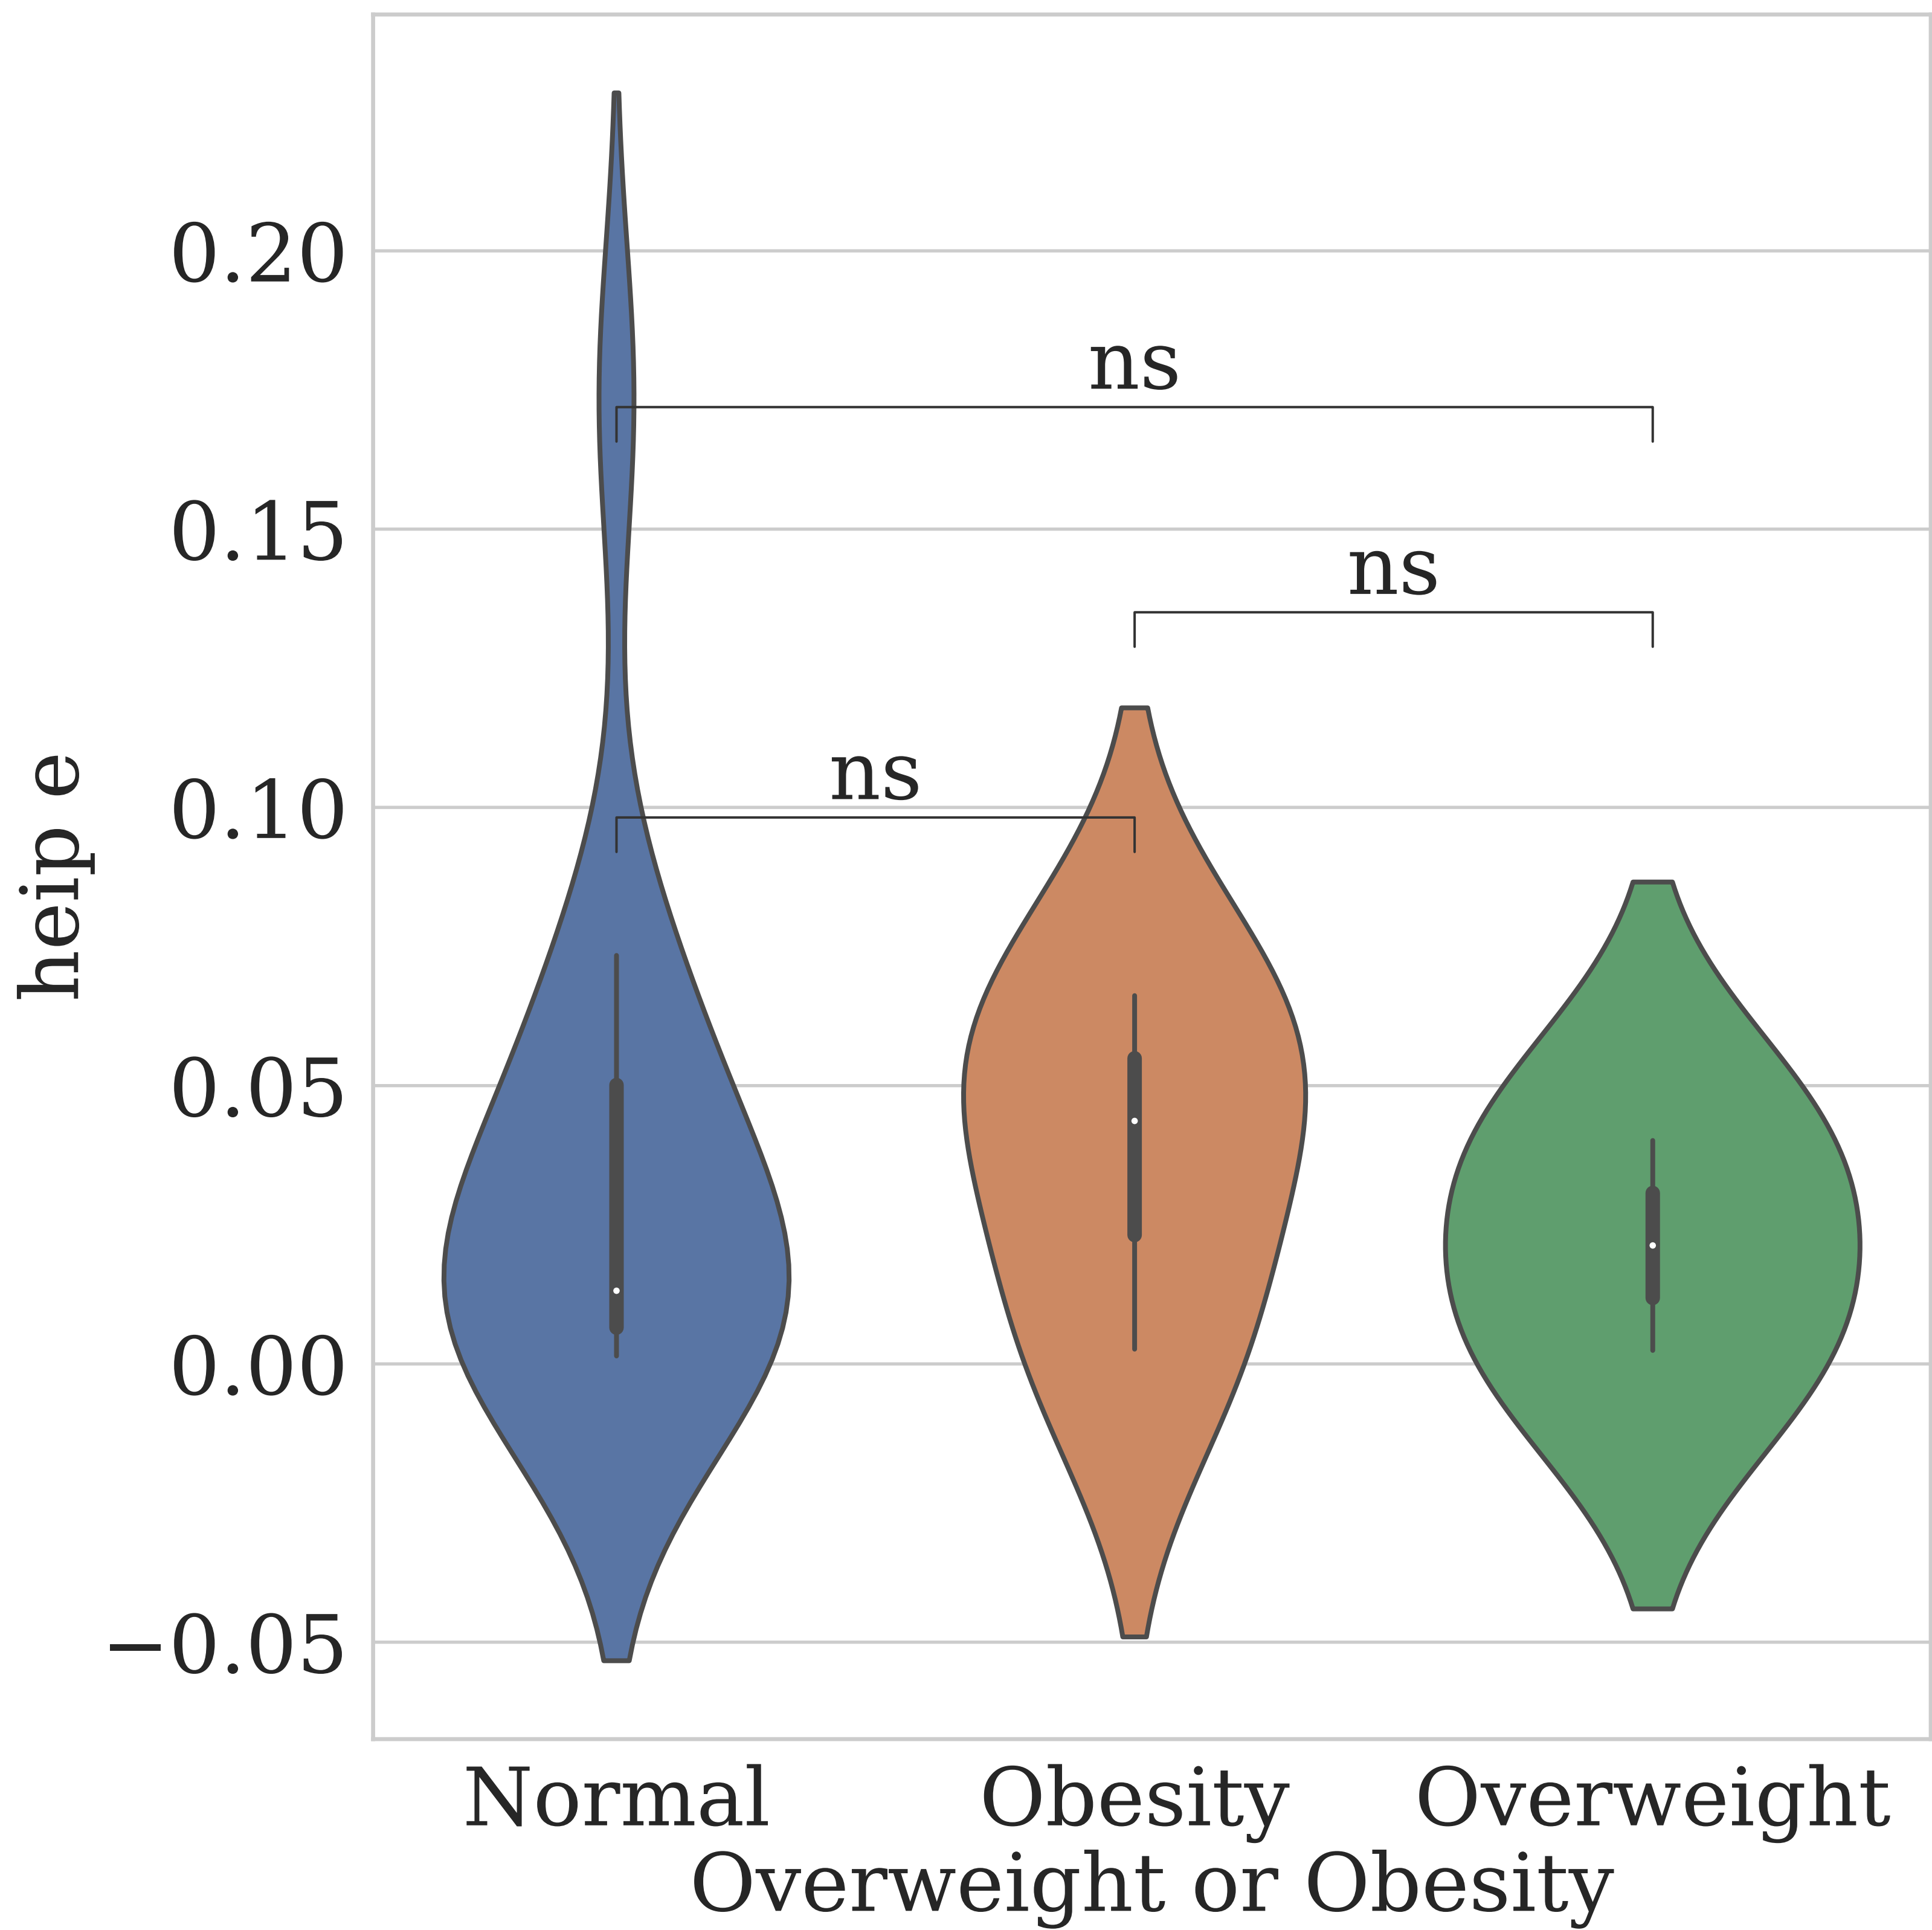 0.20
ns
0.15
ns
ns
0.10
heip e
0.05
0.00
−0.05
Normal Obesity Overweight
Overweight or Obesity